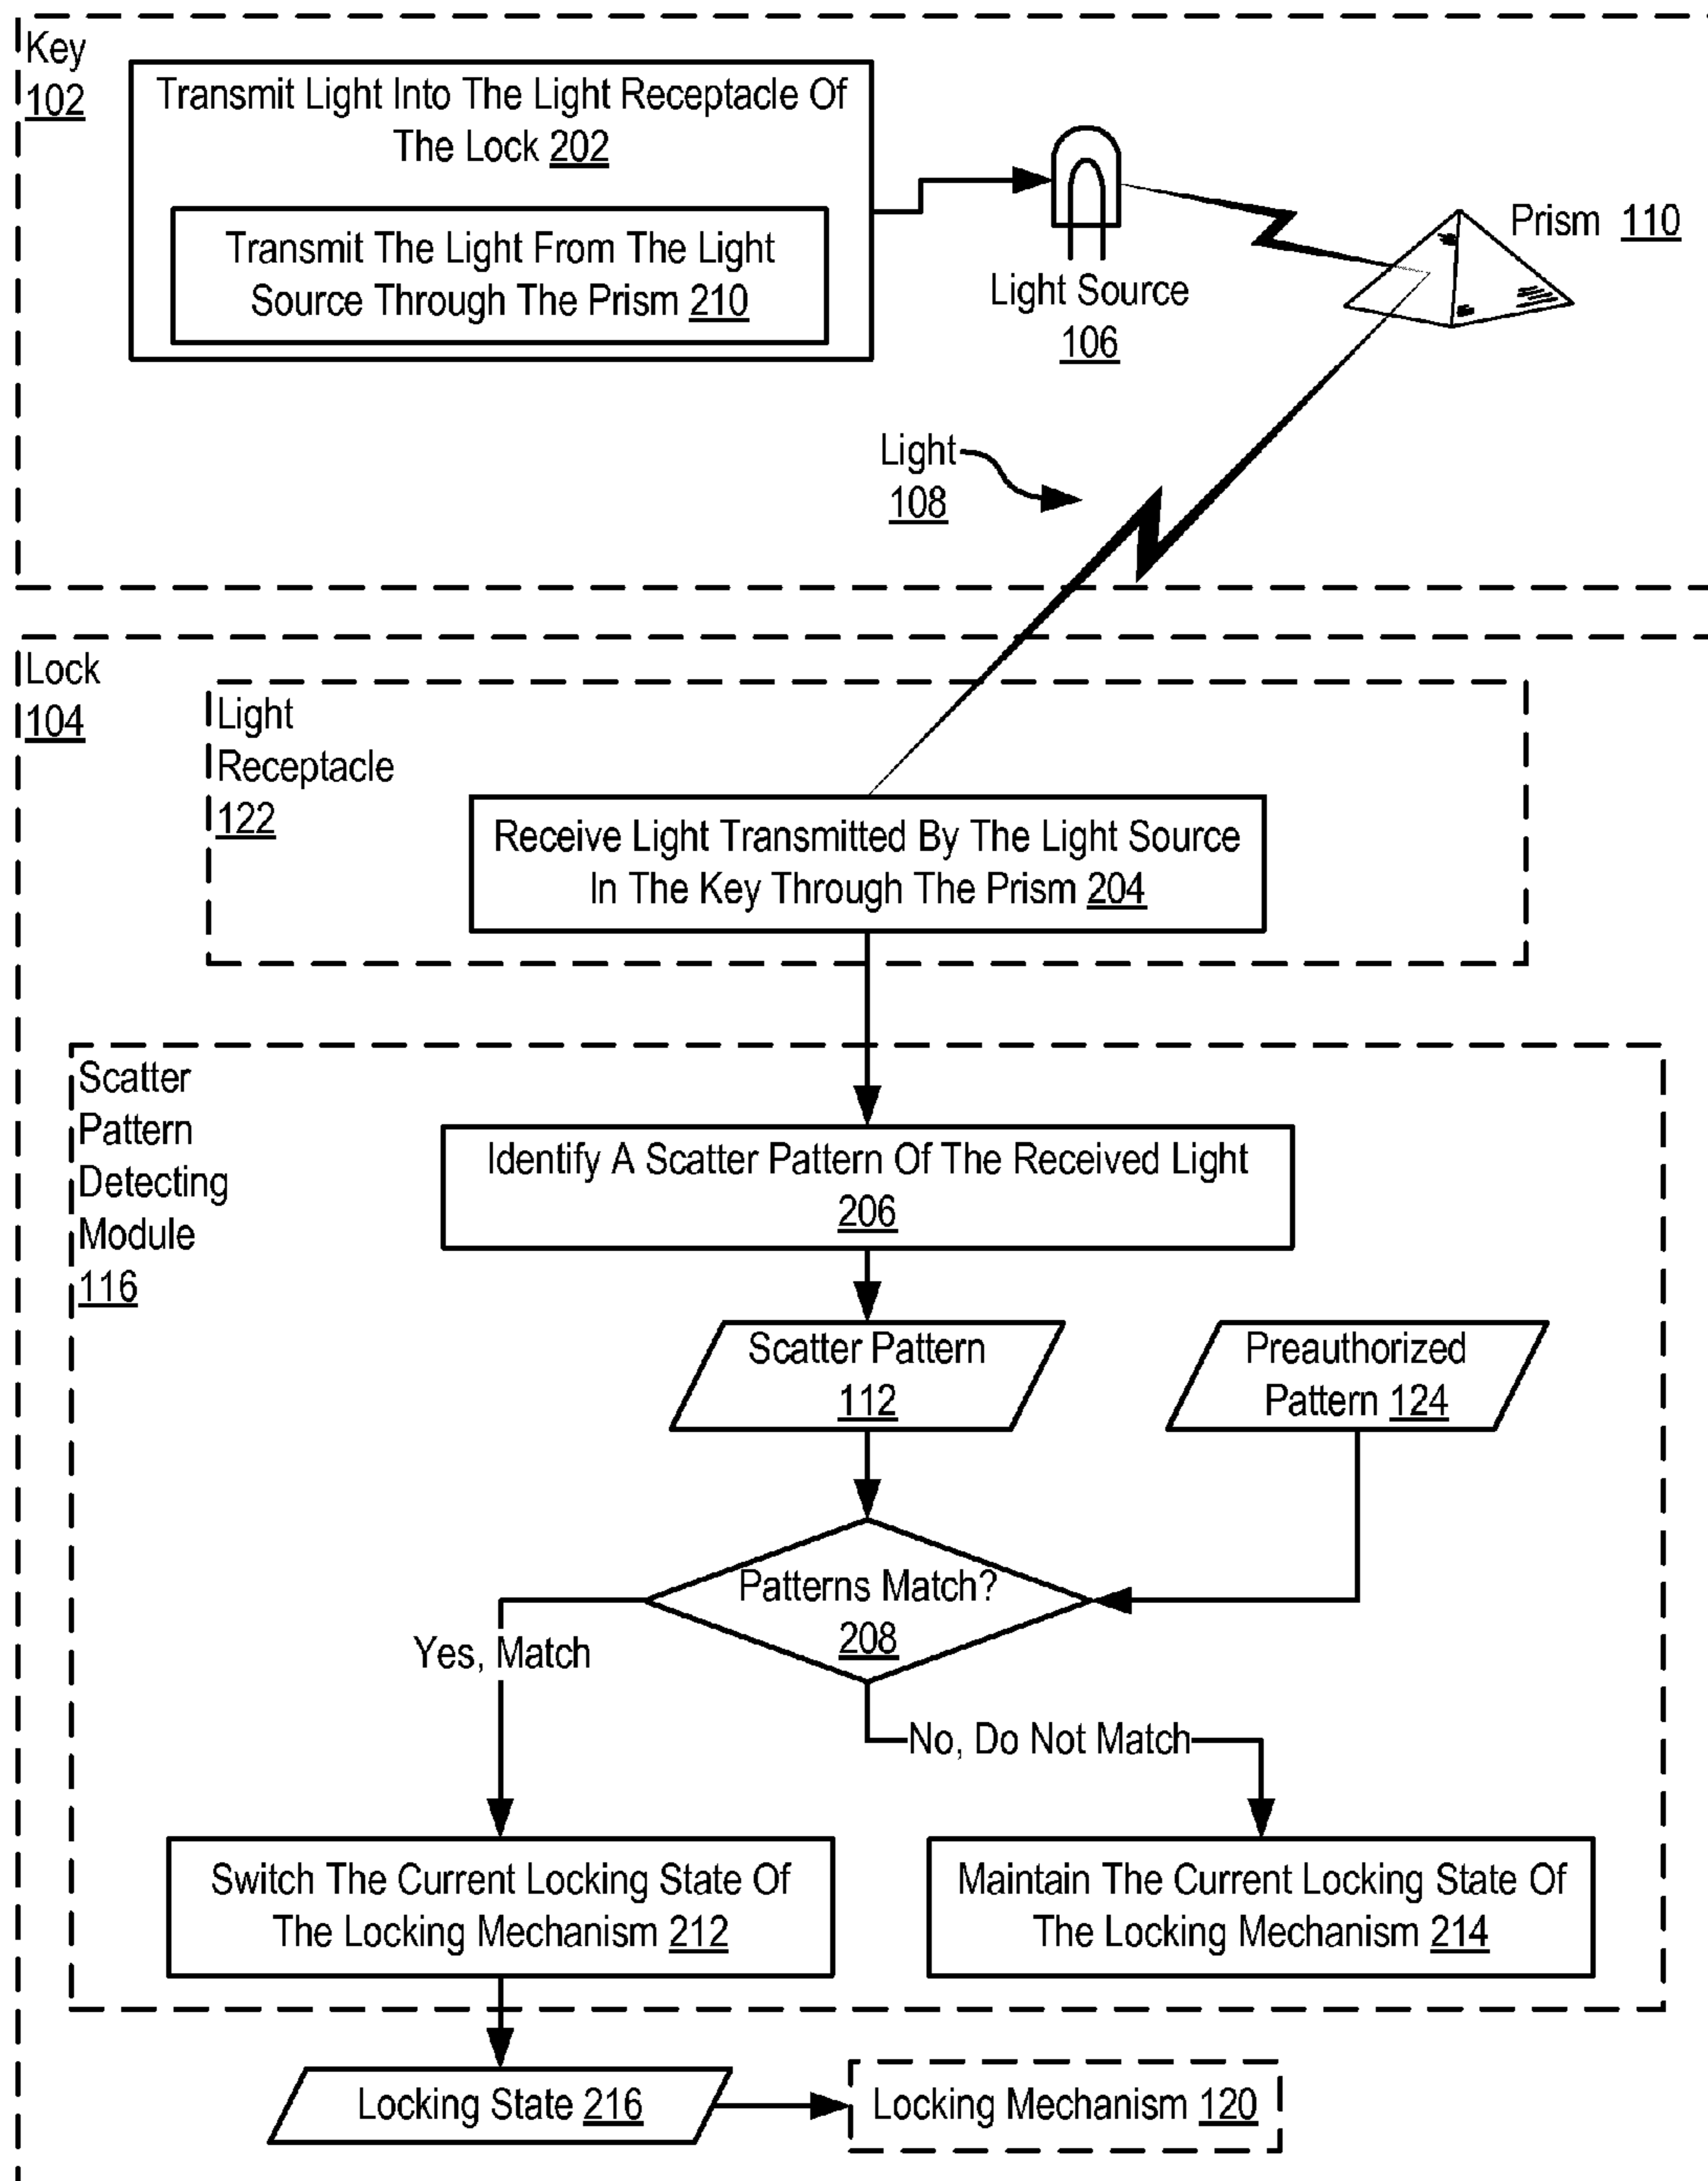 Key
102
Transmit Light Into The Light Receptacle Of
The Lock 202
Transmit The Light From The Light
Source Through The Prism 210
Light Source
106
Prism 110
Light
108
Lock
104
Light
Receptacle
122
Receive Light Transmitted By The Light Source
In The Key Through The Prism 204
Scatter
Pattern
Detecting
Module
116
Identify A Scatter Pattern Of The Received Light
206
Scatter Pattern
112
Preauthorized
Pattern 124
Patterns Match?
208
Yes, Match
No, Do Not Match
Switch The Current Locking State Of
The Locking Mechanism 212
Maintain The Current Locking State Of
The Locking Mechanism 214
Locking State 216
Locking Mechanism 120